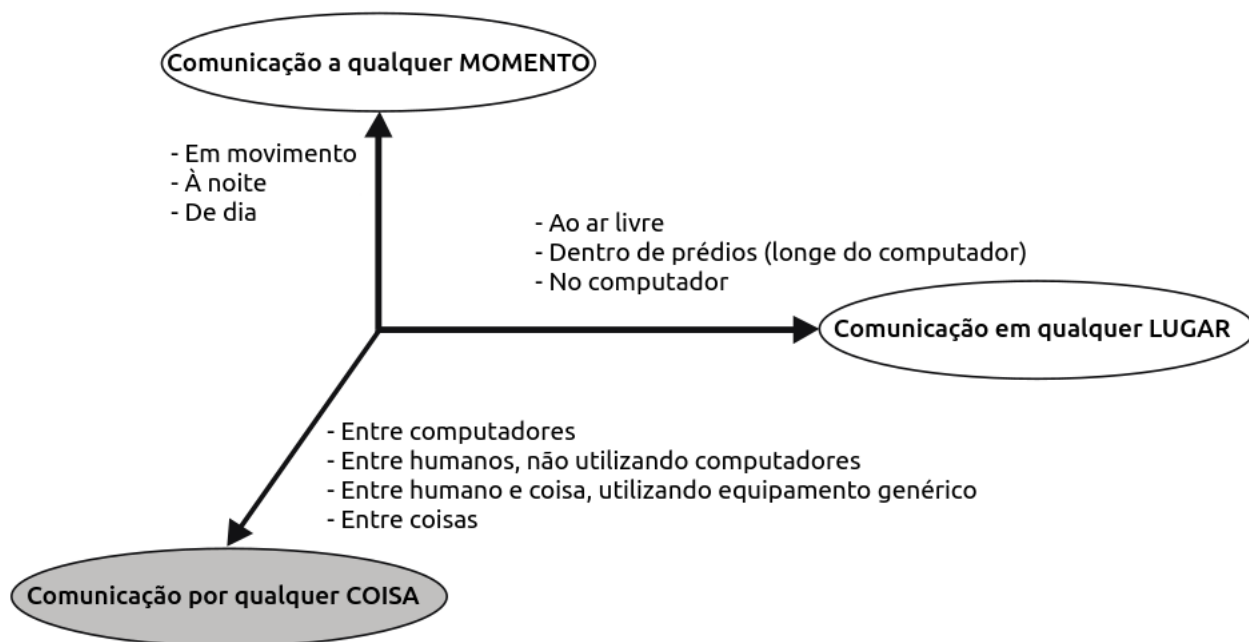 Comunicação a qualquer MOMENTO
- Em movimento
- À noite
- De dia
- Ao ar livre
- Dentro de prédios (longe do computador)
- No computador
Comunicação em qualquer LUGAR
- Entre computadores
- Entre humanos, não utilizando computadores
- Entre humano e coisa, utilizando equipamento genérico
- Entre coisas
Comunicação por qualquer COISA